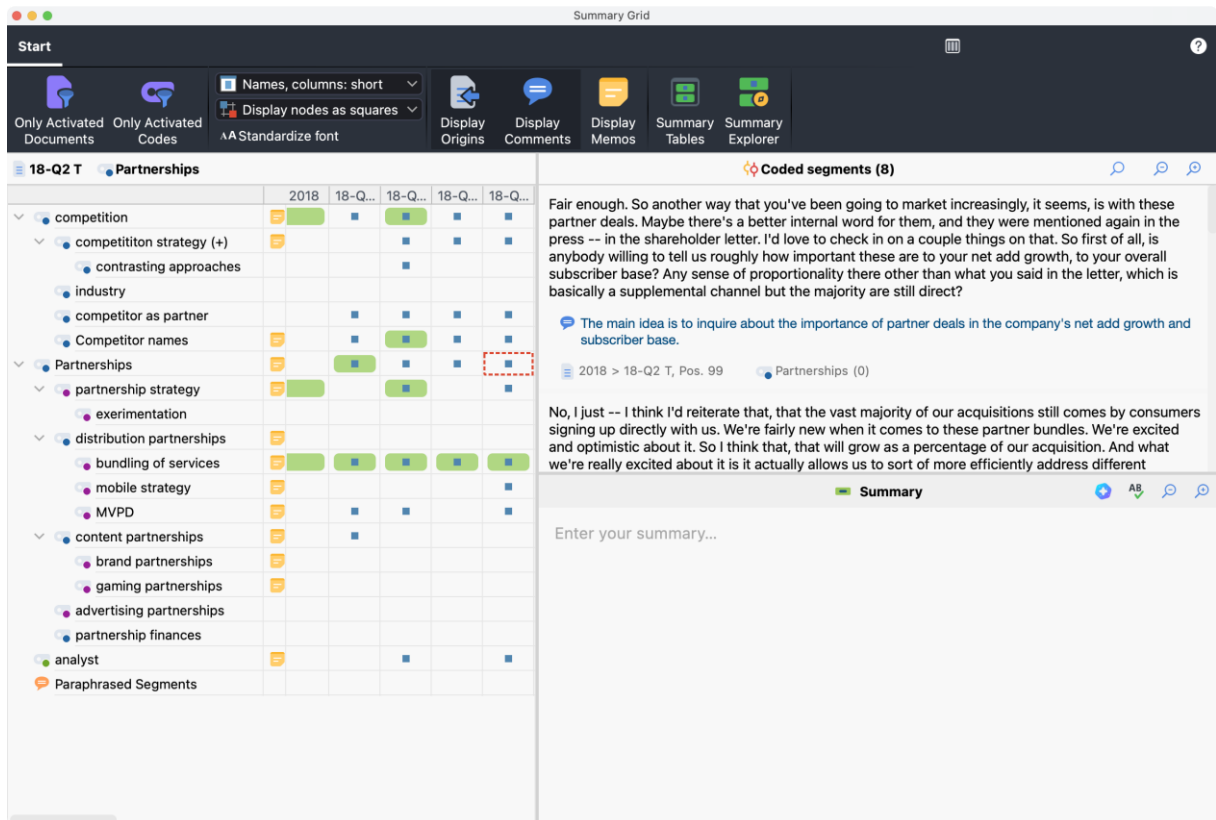 Summary Grid
Start
?
Only Activated
Documents
Only Activated
Codes
Names, columns: short
Display nodes as squares
AA Standardize font
Display
Origins
Display
Comments
Display
Memos
Summary
Tables
Summary
Explorer
18-Q2 T Partnerships
2018 18-Q... 18-Q... 18-Q... 18-Q...
competition
competititon strategy (+)
contrasting approaches
industry
competitor as partner
Competitor names
Partnerships
partnership strategy
exerimentation
distribution partnerships
bundling of services
mobile strategy
MVPD
content partnerships
brand partnerships
gaming partnerships
advertising partnerships
partnership finances
analyst
Paraphrased Segments
Coded segments (8)
Fair enough. So another way that you've been going to market increasingly, it seems, is with these
partner deals. Maybe there's a better internal word for them, and they were mentioned again in the
press -- in the shareholder letter. I'd love to check in on a couple things on that. So first of all, is
anybody willing to tell us roughly how important these are to your net add growth, to your overall
subscriber base? Any sense of proportionality there other than what you said in the letter, which is
basically a supplemental channel but the majority are still direct?
The main idea is to inquire about the importance of partner deals in the company's net add growth and
subscriber base.
2018 > 18-Q2 T, Pos. 99 Partnerships (0)
No, I just -- I think I'd reiterate that, that the vast majority of our acquisitions still comes by consumers
signing up directly with us. We're fairly new when it comes to these partner bundles. We're excited
and optimistic about it. So I think that, that will grow as a percentage of our acquisition. And what
we're really excited about it is it actually allows us to sort of more efficiently address different
Summary
AB
Enter your summary...